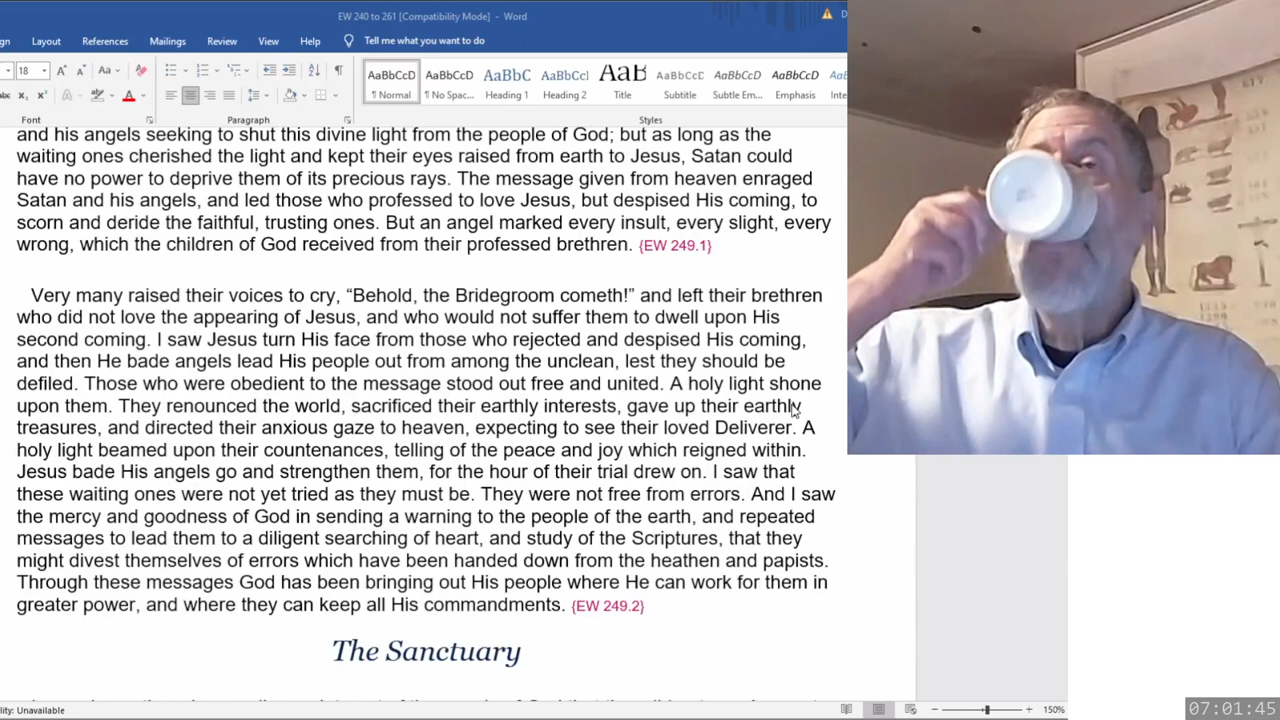 EW 240 to 261 [Compatibility Mode] - Word
Layout References Mailings Review View Help Tell me what you want to do
18 Aa
AaBbCcD AaBbCcD AaBbC AaBbCcl AaB AaBbCcD AaBbCcD AaBbCcD
¶ Normal ¶ No Spac... Heading 1 Heading 2 Title Subtitle Subtle Em... Emphasis
Font Paragraph Styles
and his angels seeking to shut this divine light from the people of God; but as long as the
waiting ones cherished the light and kept their eyes raised from earth to Jesus, Satan could
have no power to deprive them of its precious rays. The message given from heaven enraged
Satan and his angels, and led those who professed to love Jesus, but despised His coming, to
scorn and deride the faithful, trusting ones. But an angel marked every insult, every slight, every
wrong, which the children of God received from their professed brethren. {EW 249.1}
Very many raised their voices to cry, “Behold, the Bridegroom cometh!” and left their brethren
who did not love the appearing of Jesus, and who would not suffer them to dwell upon His
second coming. I saw Jesus turn His face from those who rejected and despised His coming,
and then He bade angels lead His people out from among the unclean, lest they should be
defiled. Those who were obedient to the message stood out free and united. A holy light shone
upon them. They renounced the world, sacrificed their earthly interests, gave up their earthly
treasures, and directed their anxious gaze to heaven, expecting to see their loved Deliverer. A
holy light beamed upon their countenances, telling of the peace and joy which reigned within.
Jesus bade His angels go and strengthen them, for the hour of their trial drew on. I saw that
these waiting ones were not yet tried as they must be. They were not free from errors. And I saw
the mercy and goodness of God in sending a warning to the people of the earth, and repeated
messages to lead them to a diligent searching of heart, and study of the Scriptures, that they
might divest themselves of errors which have been handed down from the heathen and papists.
Through these messages God has been bringing out His people where He can work for them in
greater power, and where they can keep all His commandments. {EW 249.2}
The Sanctuary
Unavailable
150%
07:01:45